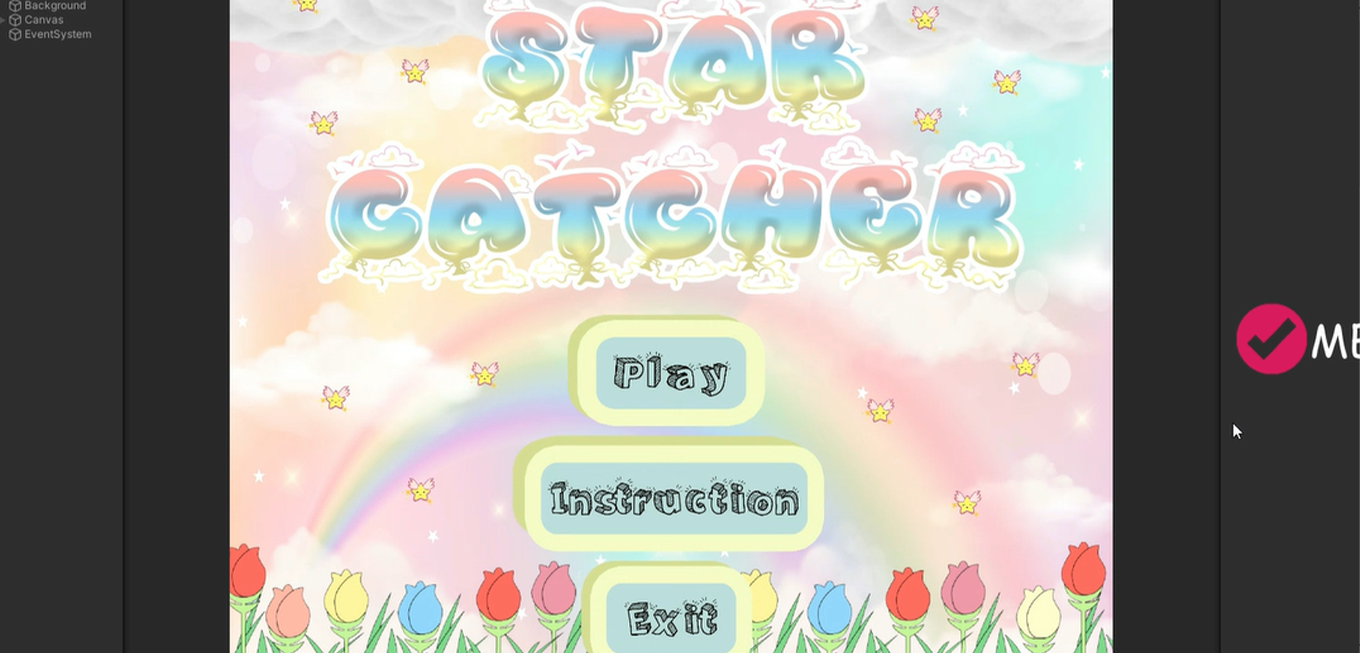 Background
Canvas
EventSystem
STAR
CATCHER
Play
ME
Instruction
Exit